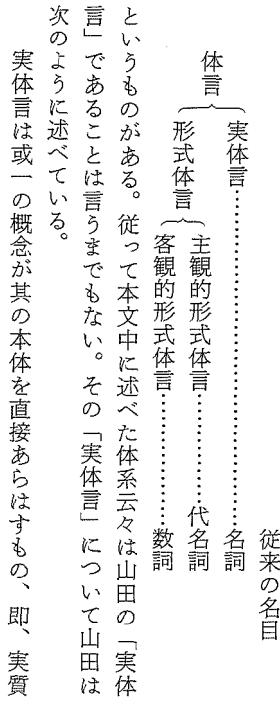 従来の名目
実体言……………………………………名詞
体言
形式体言
主観的形式体言…………代名詞
客観的形式体言…………数詞
というものがある。従って本文中に述べた体系云々は山田の「実体
言」であることは言うまでもない。その「実体言」について山田は
次のように述べている。
実体言は或一の概念が其の本体を直接あらはすもの、即、実質